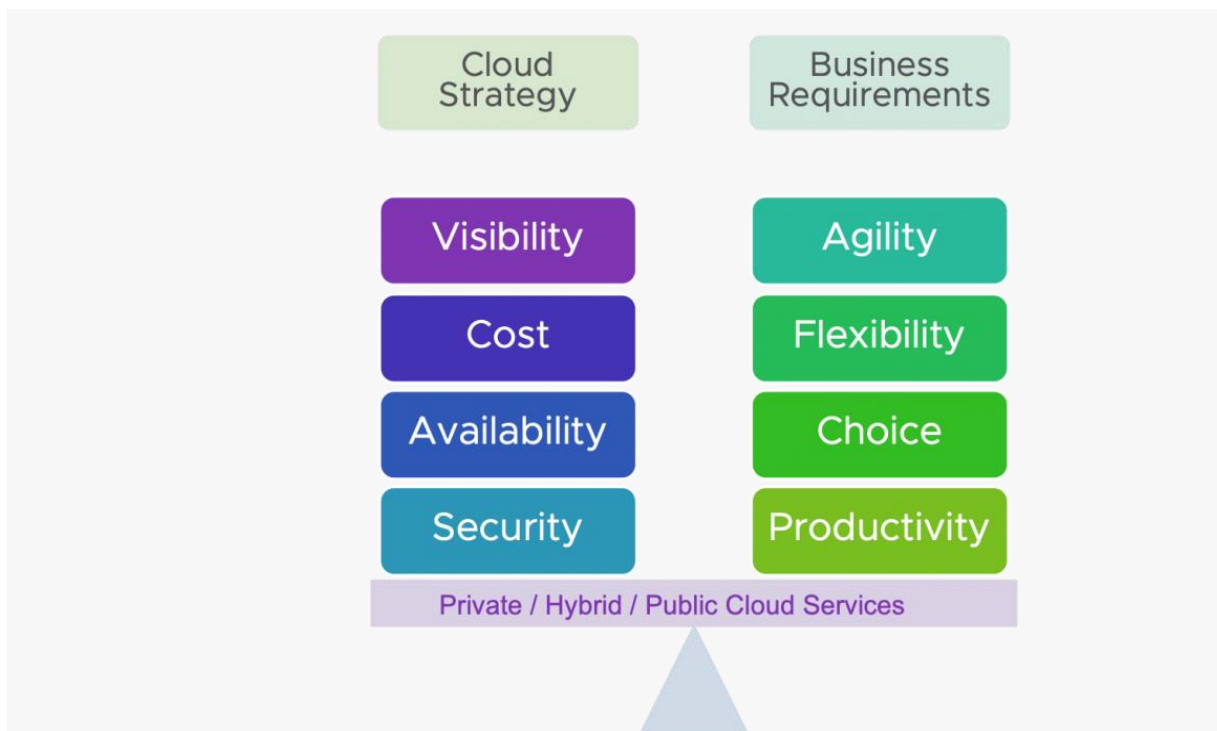 Cloud
Strategy
Business
Requirements
Visibility
Agility
Cost
Flexibility
Availability
Choice
Security
Productivity
Private / Hybrid / Public Cloud Services